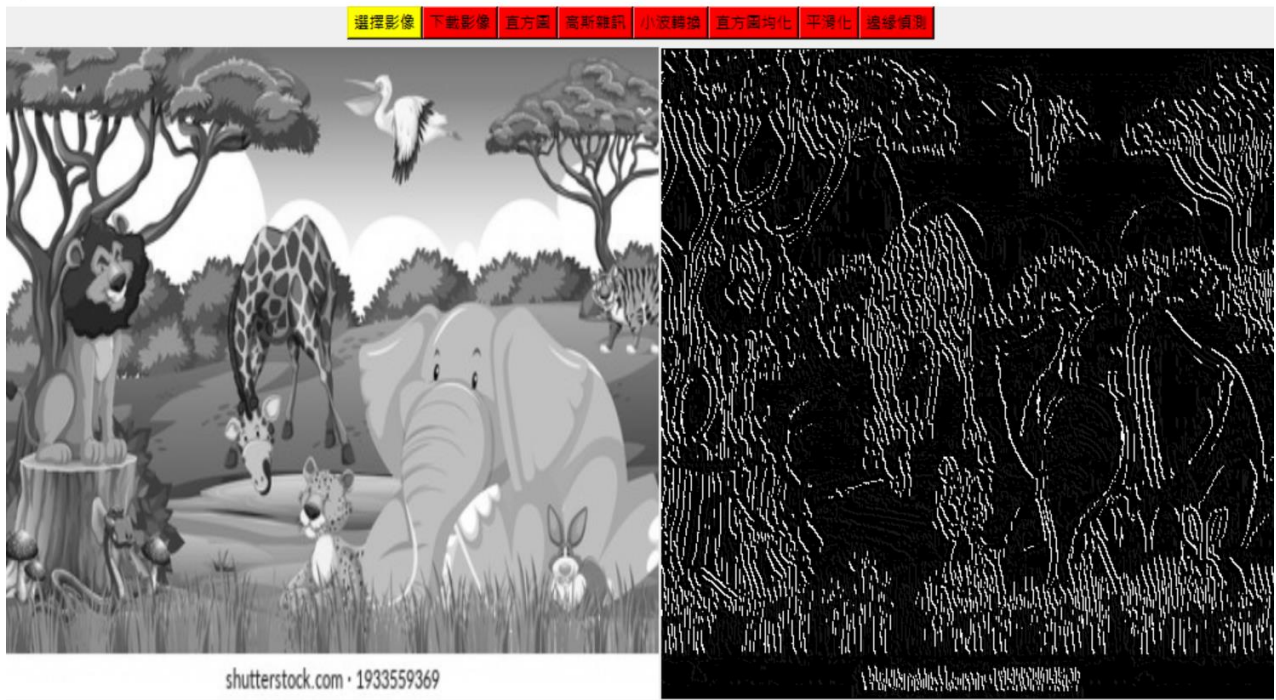 選擇影像 下載影像 直方圖 高斯雜訊 小波轉換 直方圖均化 平滑化 邊緣偵測
shutterstock.com · 1933559369